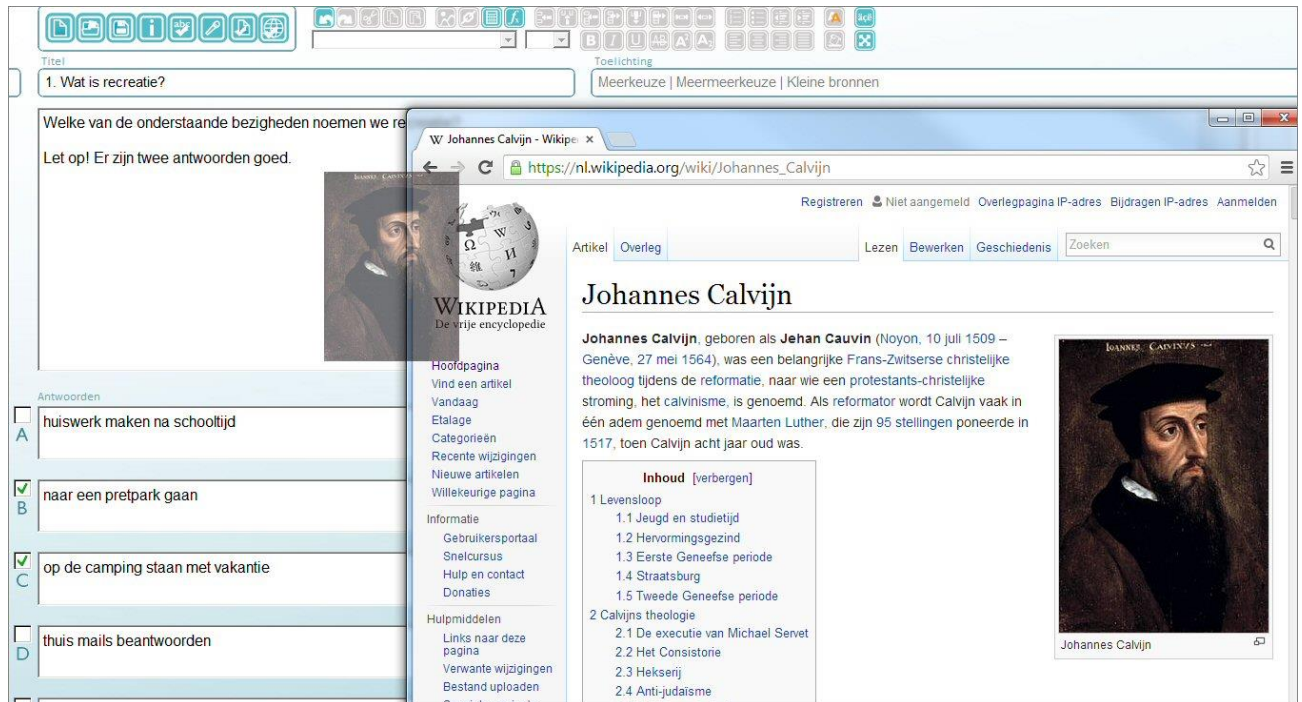 abc
fx
äçè
B I U AB A² A₂
Titel
1. Wat is recreatie?
Toelichting
Meerkeuze | Meermeerkeuze | Kleine bronnen
Welke van de onderstaande bezigheden noemen we re
Let op! Er zijn twee antwoorden goed.
Antwoorden
A
huiswerk maken na schooltijd
B
naar een pretpark gaan
C
op de camping staan met vakantie
D
thuis mails beantwoorden
W Johannes Calvijn - Wikipe
https://nl.wikipedia.org/wiki/Johannes_Calvijn
Registreren Niet aangemeld Overlegpagina IP-adres Bijdragen IP-adres Aanmelden
Artikel Overleg Lezen Bewerken Geschiedenis Zoeken
WIKIPEDIA
De vrije encyclopedie
Hoofdpagina
Vind een artikel
Vandaag
Etalage
Categorieën
Recente wijzigingen
Nieuwe artikelen
Willekeurige pagina
Informatie
Gebruikersportaal
Snelcursus
Hulp en contact
Donaties
Hulpmiddelen
Links naar deze
pagina
Verwante wijzigingen
Bestand uploaden
Johannes Calvijn
Johannes Calvijn, geboren als Jehan Cauvin (Noyon, 10 juli 1509 –
Genève, 27 mei 1564), was een belangrijke Frans-Zwitserse christelijke
theoloog tijdens de reformatie, naar wie een protestants-christelijke
stroming, het calvinisme, is genoemd. Als reformator wordt Calvijn vaak in
één adem genoemd met Maarten Luther, die zijn 95 stellingen poneerde in
1517, toen Calvijn acht jaar oud was.
Inhoud [verbergen]
1 Levensloop
1.1 Jeugd en studietijd
1.2 Hervormingsgezind
1.3 Eerste Geneefse periode
1.4 Straatsburg
1.5 Tweede Geneefse periode
2 Calvijns theologie
2.1 De executie van Michael Servet
2.2 Het Consistorie
2.3 Hekserij
2.4 Anti-judaïsme
Johannes Calvijn